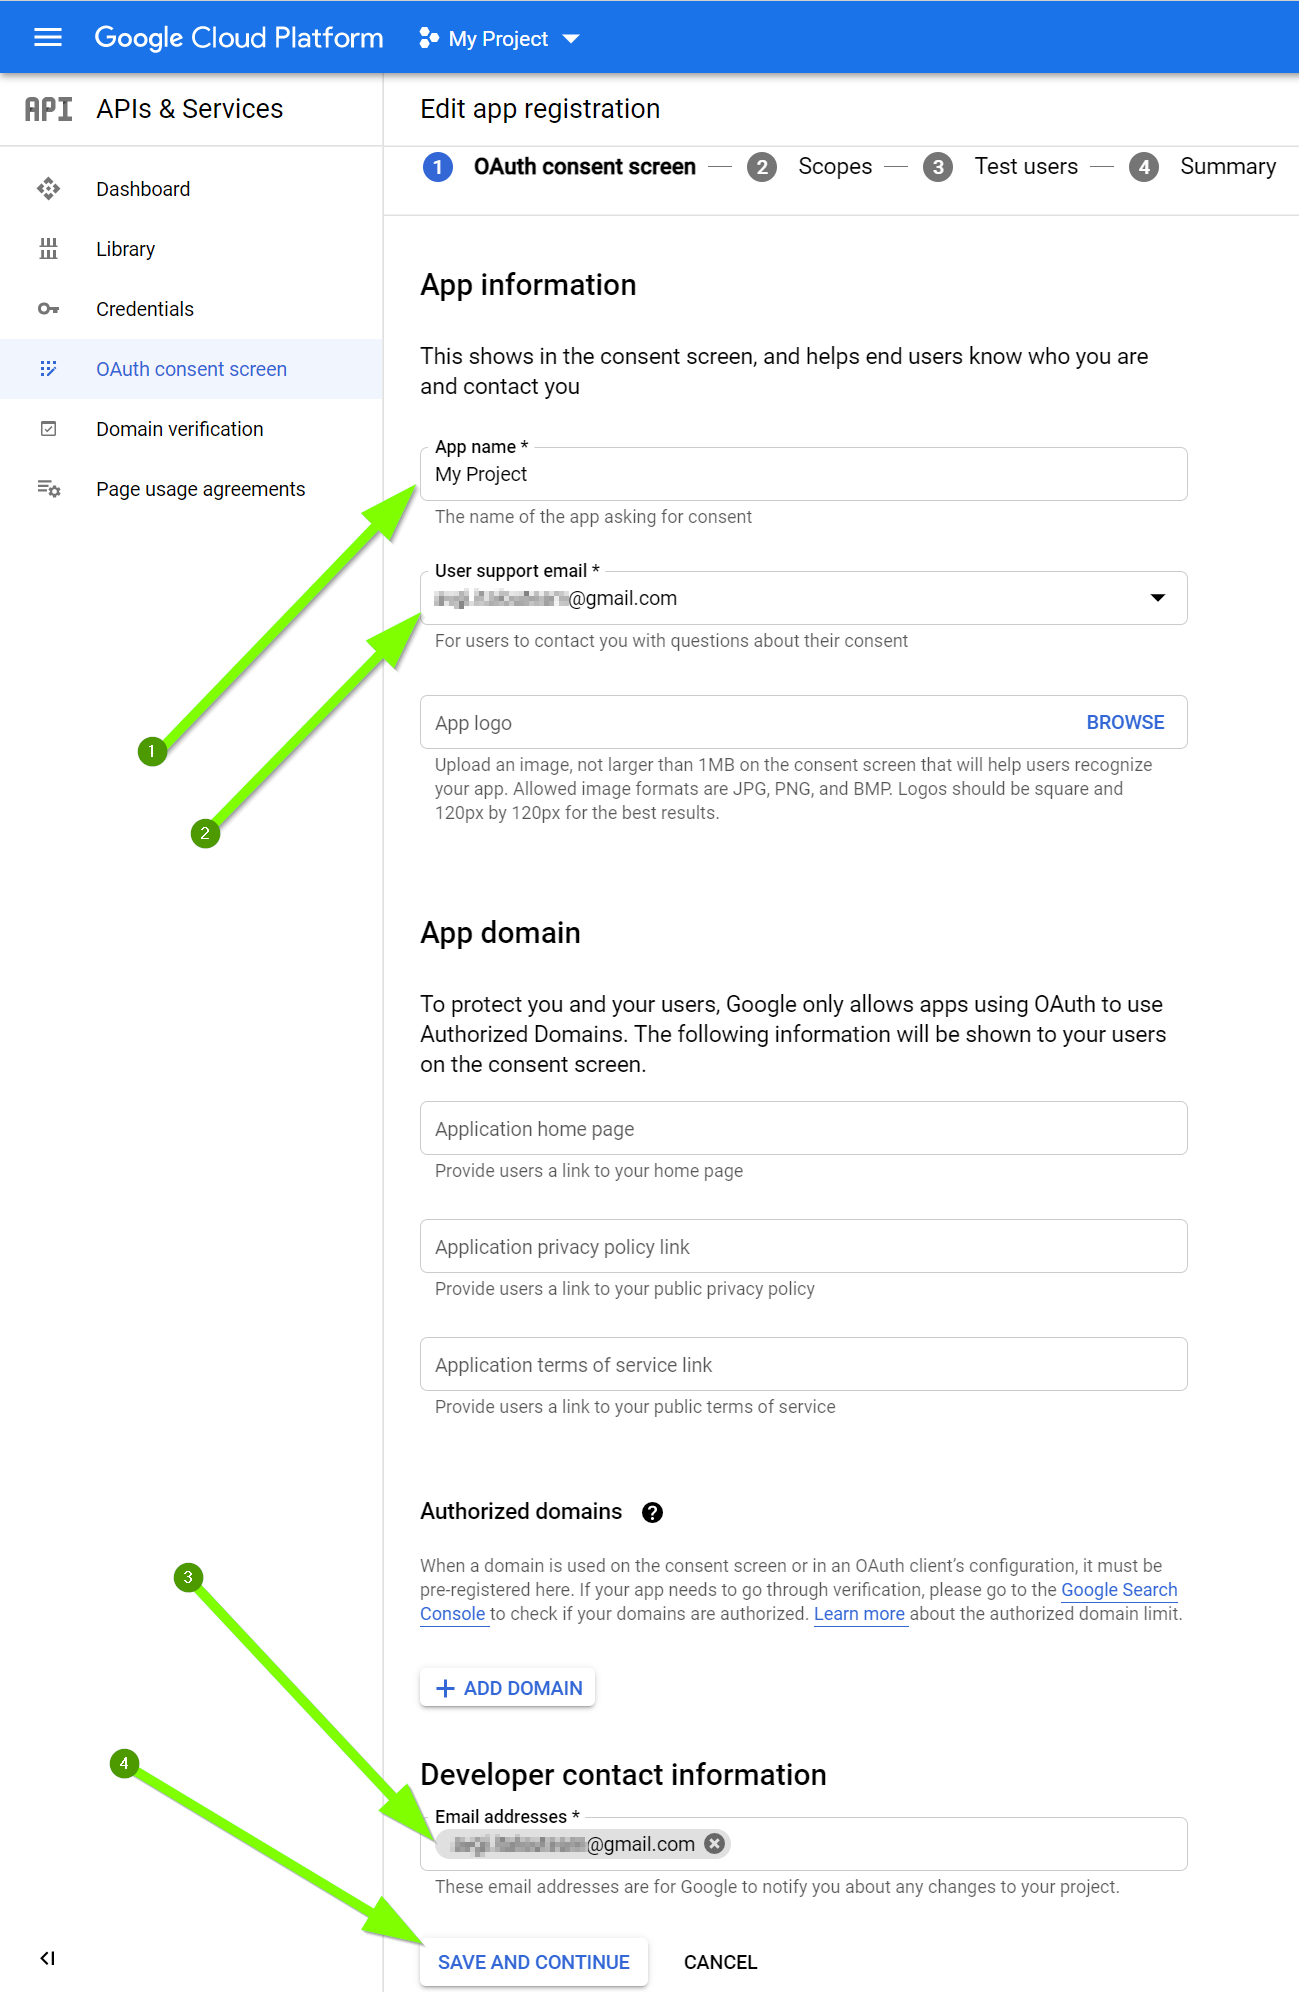 Google Cloud Platform
My Project
API
APIs & Services
Edit app registration
1 OAuth consent screen
2 Scopes
3 Test users
4 Summary
Dashboard
Library
Credentials
OAuth consent screen
Domain verification
Page usage agreements
App information
This shows in the consent screen, and helps end users know who you are
and contact you
App name *
My Project
The name of the app asking for consent
User support email *
@gmail.com
For users to contact you with questions about their consent
1
2
App logo
BROWSE
Upload an image, not larger than 1MB on the consent screen that will help users recognize
your app. Allowed image formats are JPG, PNG, and BMP. Logos should be square and
120px by 120px for the best results.
App domain
To protect you and your users, Google only allows apps using OAuth to use
Authorized Domains. The following information will be shown to your users
on the consent screen.
Application home page
Provide users a link to your home page
Application privacy policy link
Provide users a link to your public privacy policy
Application terms of service link
Provide users a link to your public terms of service
Authorized domains ?
When a domain is used on the consent screen or in an OAuth client's configuration, it must be
pre-registered here. If your app needs to go through verification, please go to the Google Search
Console to check if your domains are authorized. Learn more about the authorized domain limit.
3
+ ADD DOMAIN
4
Developer contact information
Email addresses *
@gmail.com
These email addresses are for Google to notify you about any changes to your project.
SAVE AND CONTINUE
CANCEL